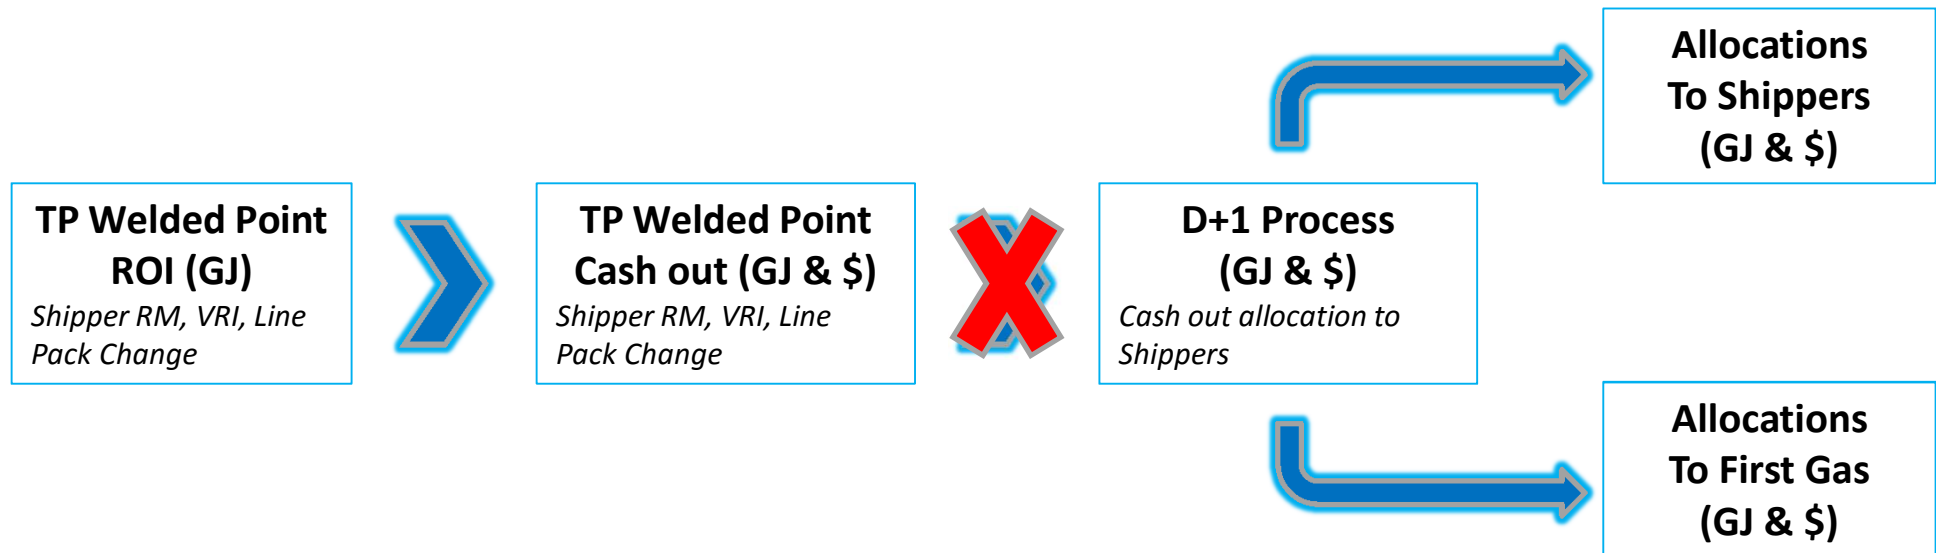 TP Welded Point
ROI (GJ)
Shipper RM, VRI, Line
Pack Change
TP Welded Point
Cash out (GJ & $)
Shipper RM, VRI, Line
Pack Change
D+1 Process
(GJ & $)
Cash out allocation to
Shippers
Allocations
To Shippers
(GJ & $)
Allocations
To First Gas
(GJ & $)